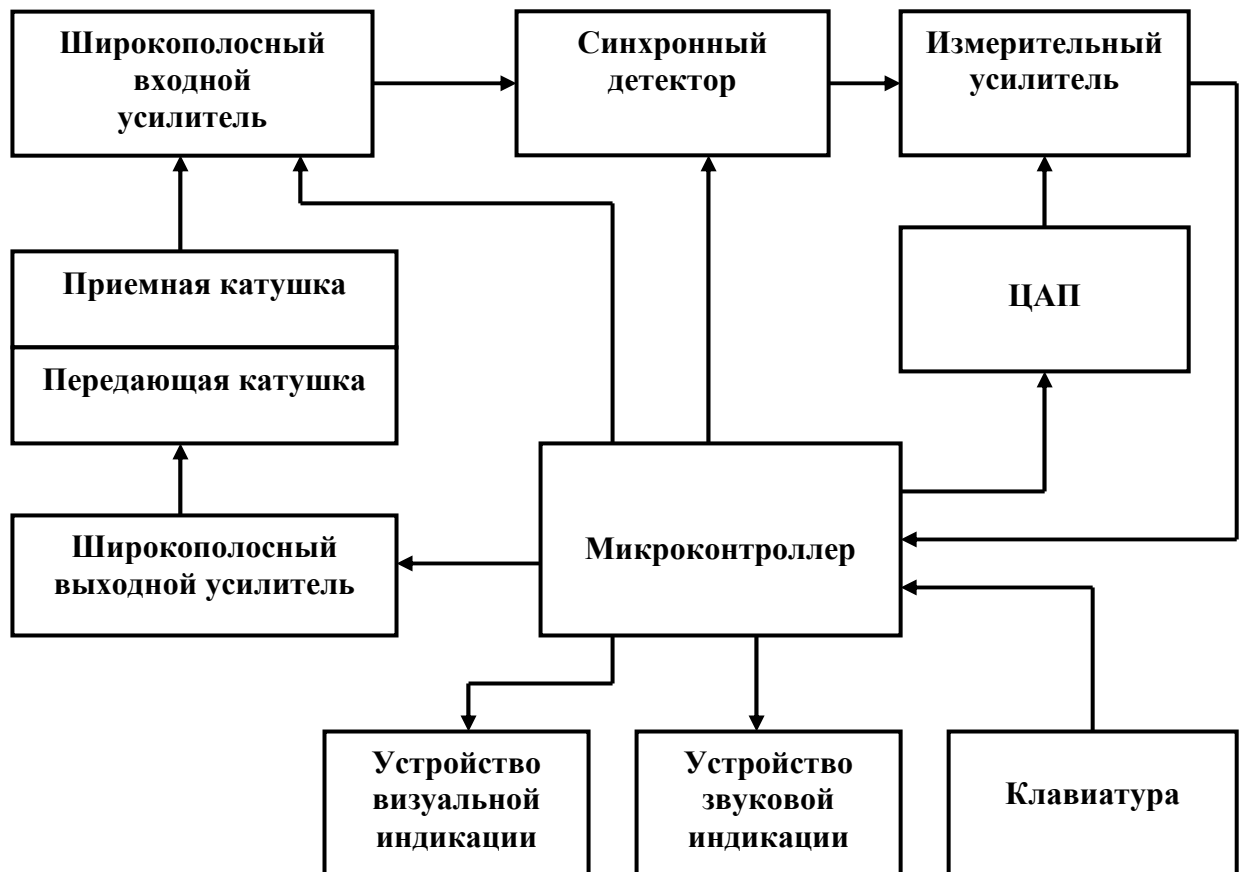 Широкополосный
входной
усилитель
Синхронный
детектор
Измерительный
усилитель
Приемная катушка
ЦАП
Передающая катушка
Широкополосный
выходной усилитель
Микроконтроллер
Устройство
визуальной
индикации
Устройство
звуковой
индикации
Клавиатура